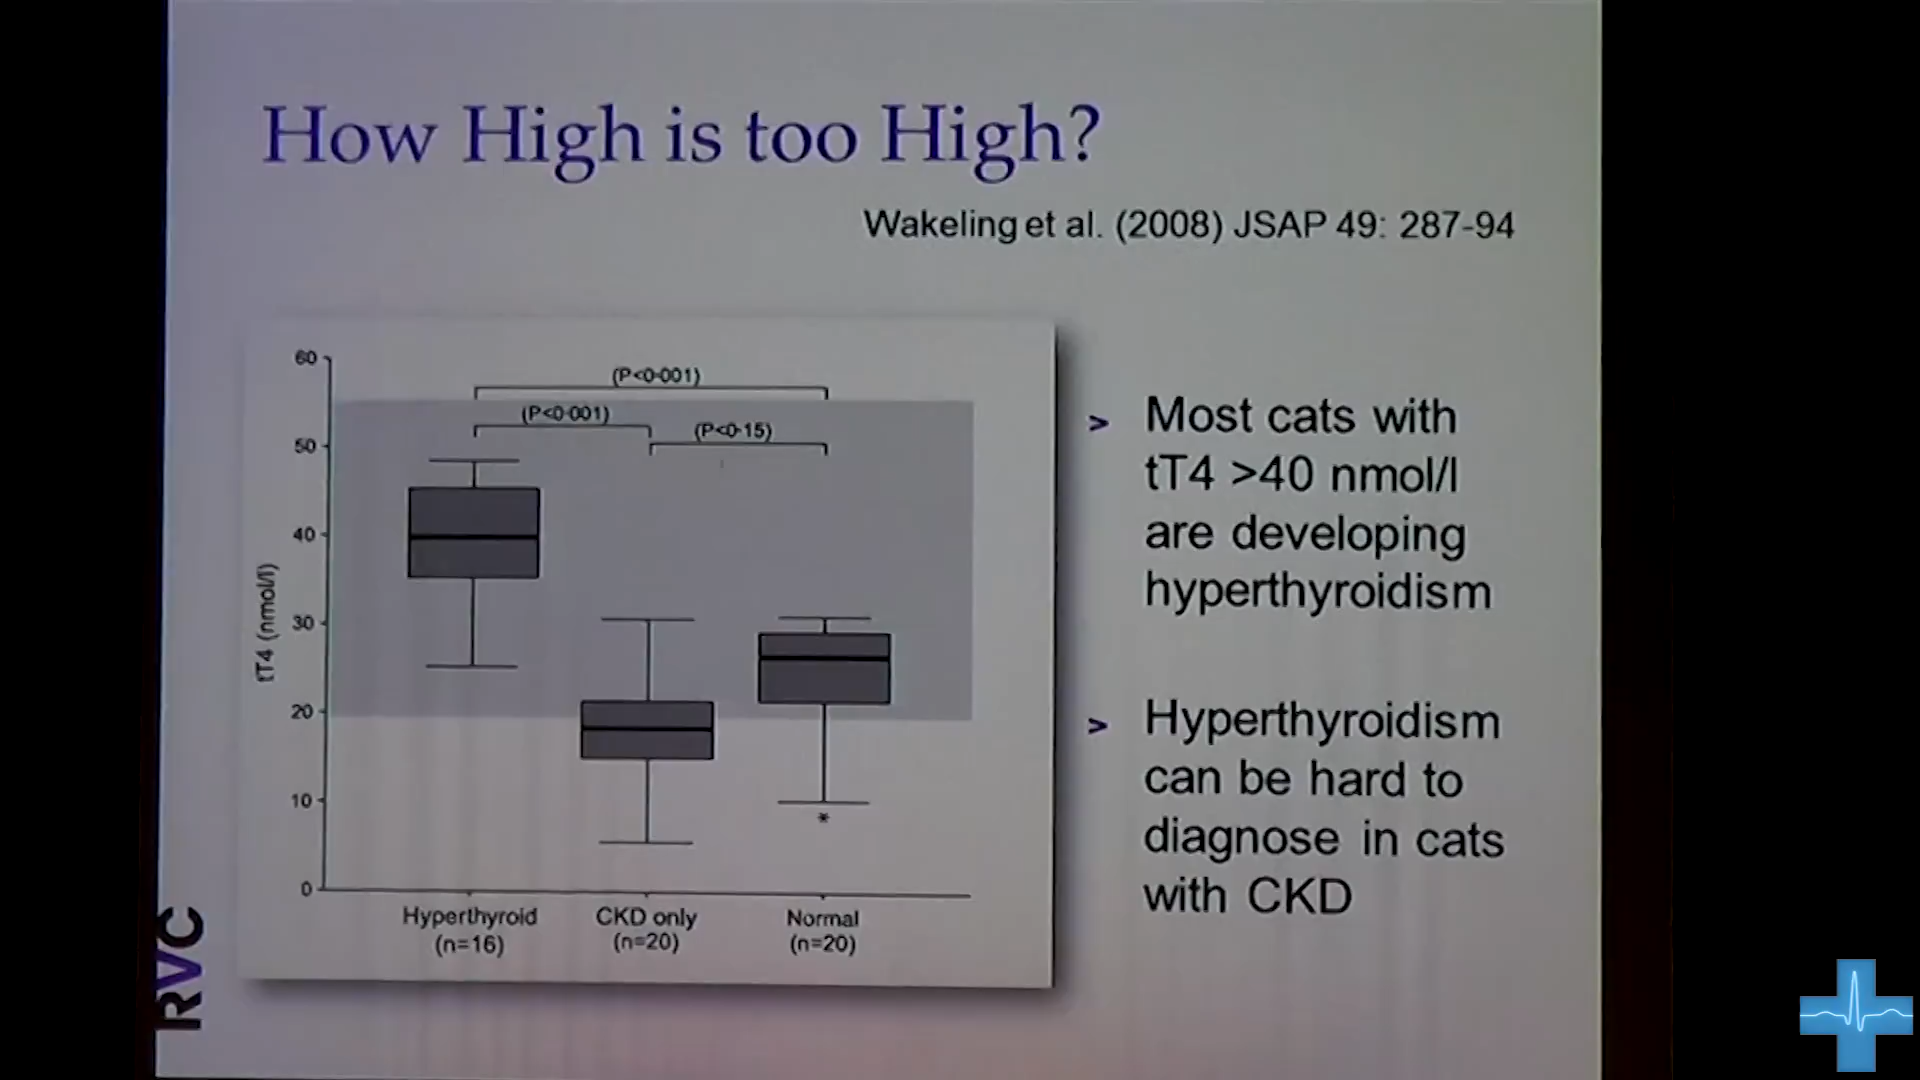 How High is too High?
Wakeling et al. (2008) JSAP 49: 287-94
60
50
40
30
20
10
0
tT4 (nmol/l)
(P<0·001)
(P<0·001)
(P<0·15)
*
Hyperthyroid
(n=16)
CKD only
(n=20)
Normal
(n=20)
> Most cats with
tT4 >40 nmol/l
are developing
hyperthyroidism
> Hyperthyroidism
can be hard to
diagnose in cats
with CKD
RVC